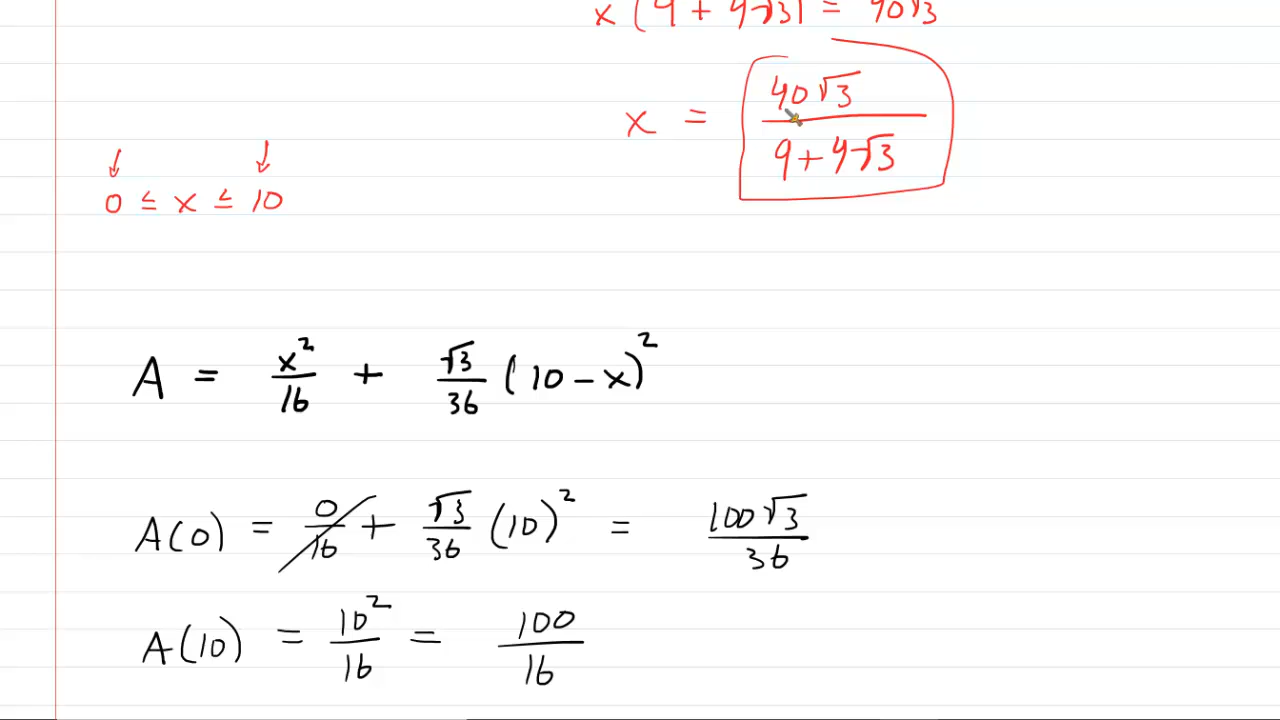 x (9 + 4√3) = 40√3
x = 40√3 / 9 + 4√3
0 ≤ x ≤ 10
A = x² / 16 + √3 / 36 (10 - x)²
A(0) = 0 / 16 + √3 / 36 (10)² = 100√3 / 36
A(10) = 10² / 16 = 100 / 16